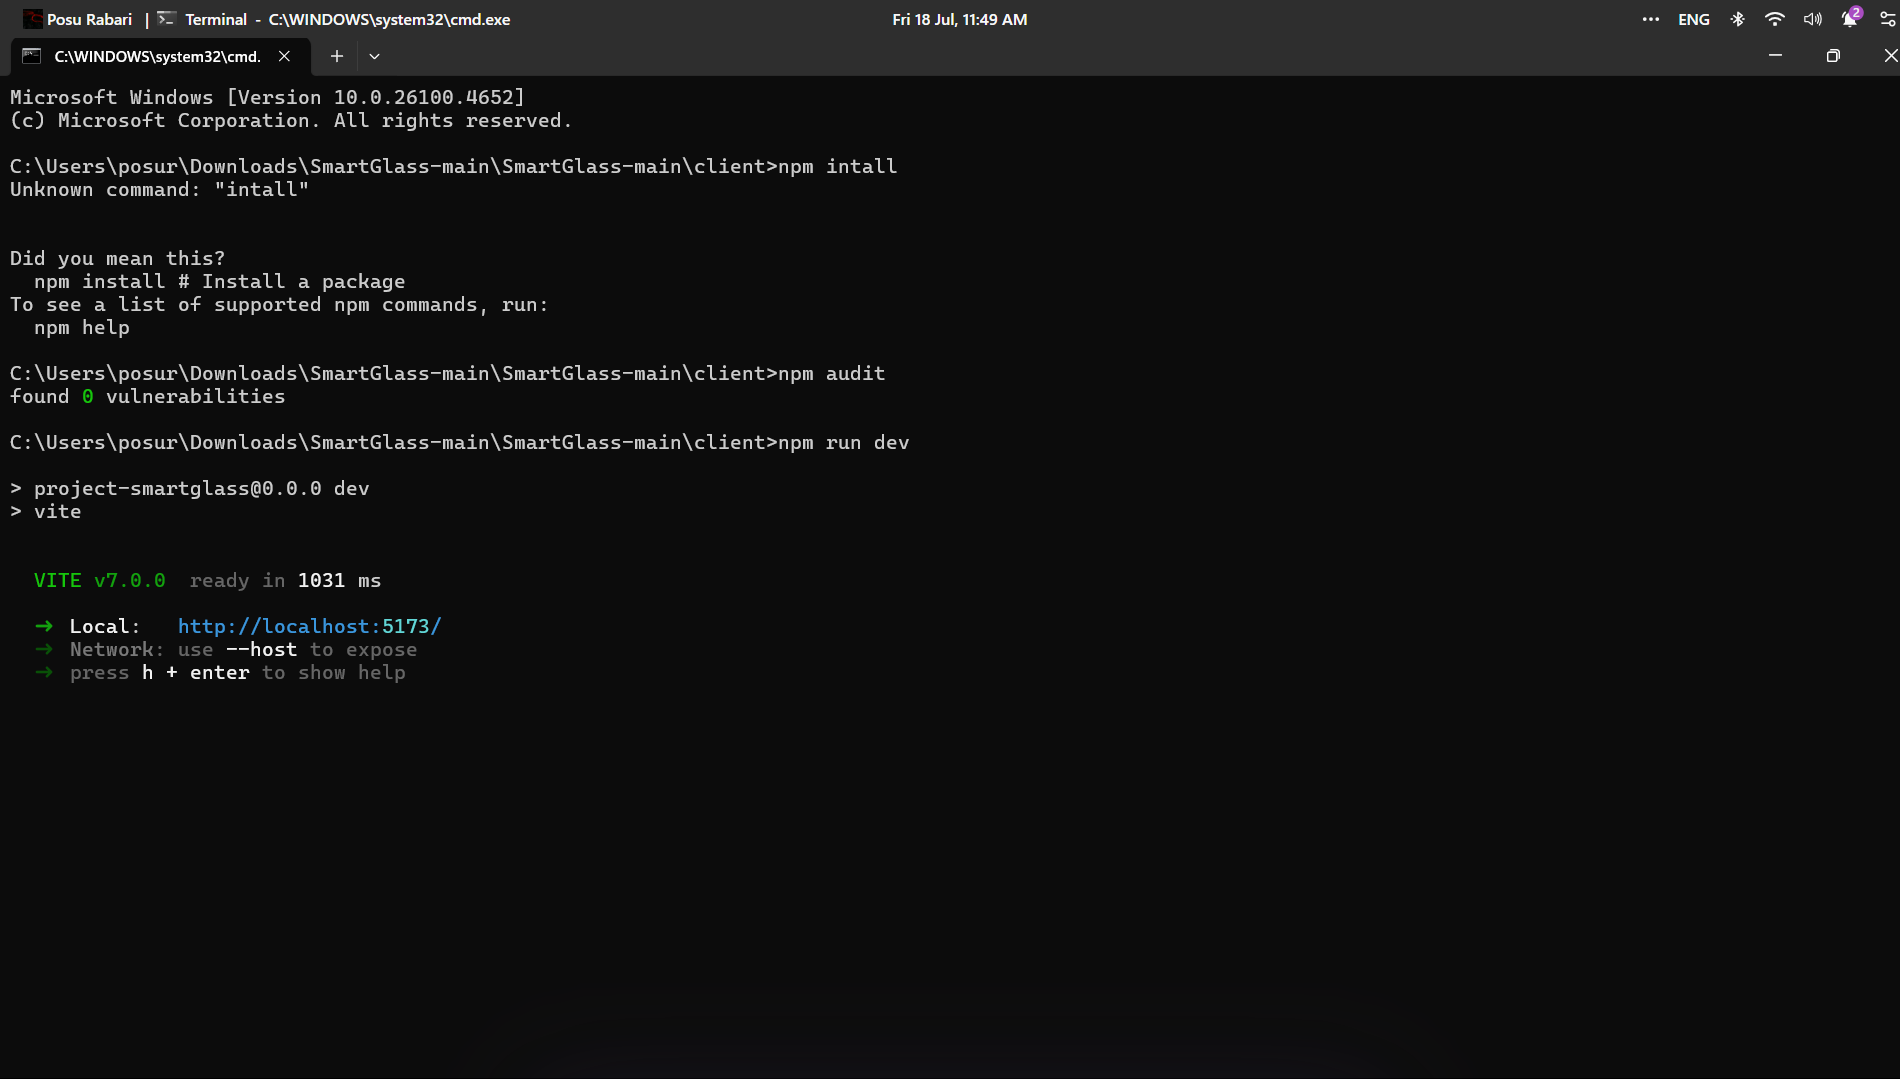 Posu Rabari | Terminal - C:\WINDOWS\system32\cmd.exe Fri 18 Jul, 11:49 AM ENG 2
C:\WINDOWS\system32\cmd.
Microsoft Windows [Version 10.0.26100.4652]
(c) Microsoft Corporation. All rights reserved.
C:\Users\posur\Downloads\SmartGlass-main\SmartGlass-main\client>npm intall
Unknown command: "intall"
Did you mean this?
npm install # Install a package
To see a list of supported npm commands, run:
npm help
C:\Users\posur\Downloads\SmartGlass-main\SmartGlass-main\client>npm audit
found 0 vulnerabilities
C:\Users\posur\Downloads\SmartGlass-main\SmartGlass-main\client>npm run dev
> project-smartglass@0.0.0 dev
> vite
VITE v7.0.0 ready in 1031 ms
➜ Local: http://localhost:5173/
➜ Network: use --host to expose
➜ press h + enter to show help